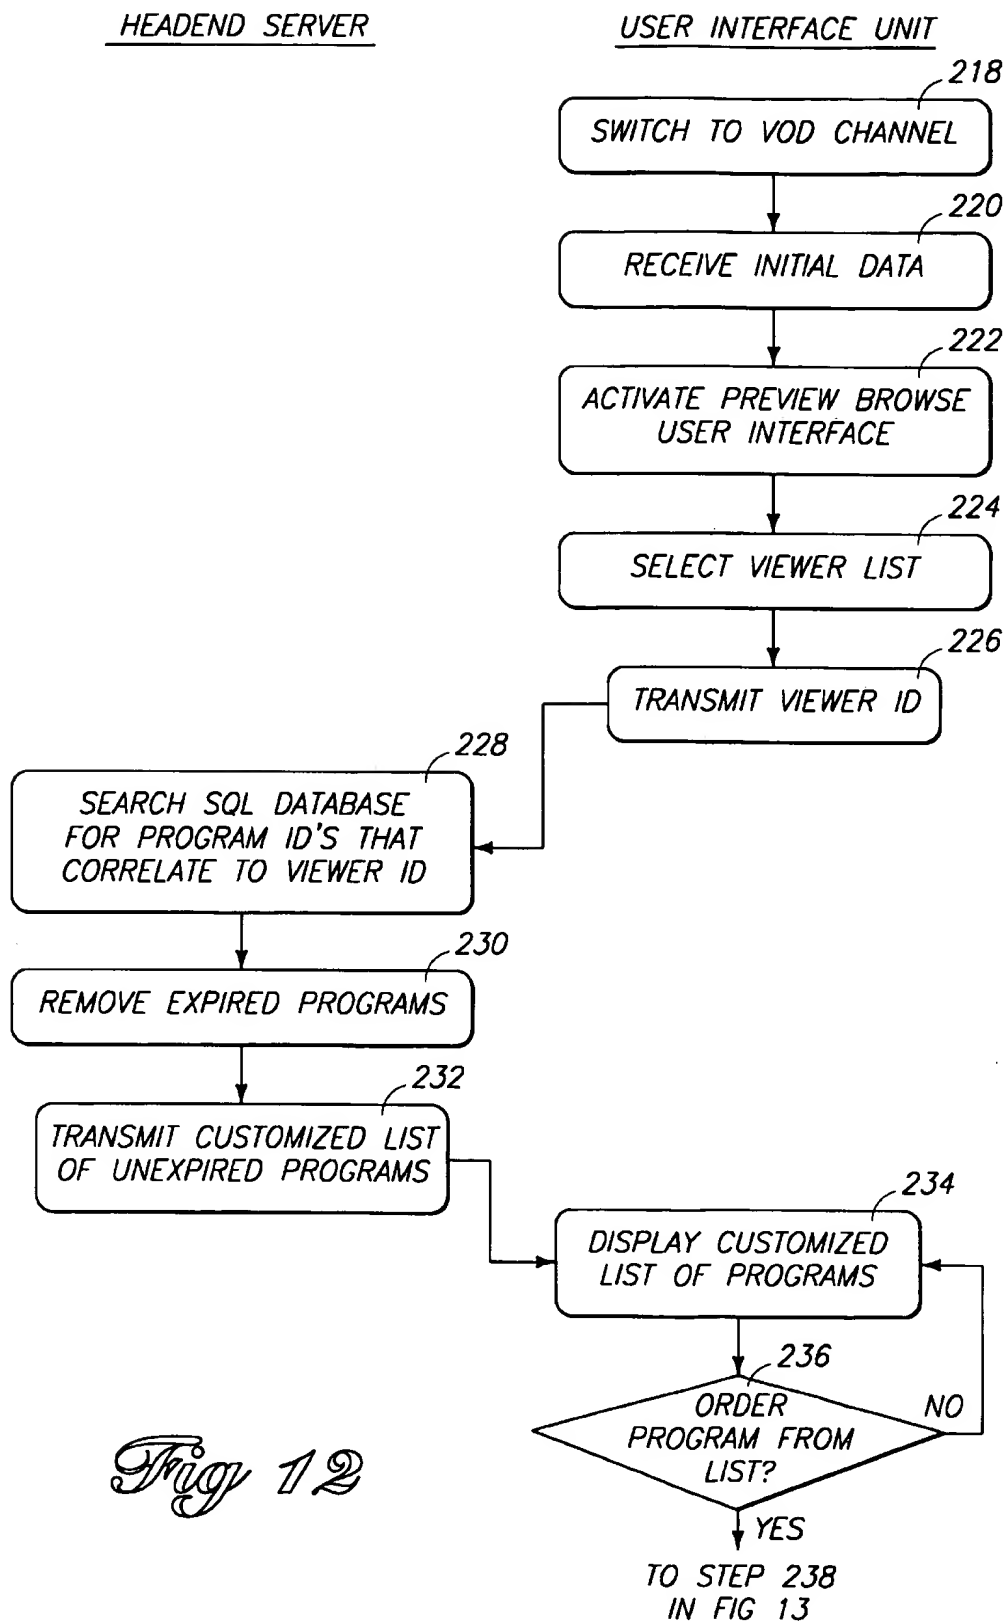 HEADEND SERVER
USER INTERFACE UNIT
218
SWITCH TO VOD CHANNEL
220
RECEIVE INITIAL DATA
222
ACTIVATE PREVIEW BROWSE
USER INTERFACE
224
SELECT VIEWER LIST
226
TRANSMIT VIEWER ID
228
SEARCH SQL DATABASE
FOR PROGRAM ID'S THAT
CORRELATE TO VIEWER ID
230
REMOVE EXPIRED PROGRAMS
232
TRANSMIT CUSTOMIZED LIST
OF UNEXPIRED PROGRAMS
234
DISPLAY CUSTOMIZED
LIST OF PROGRAMS
236
ORDER
PROGRAM FROM
LIST?
NO
YES
TO STEP 238
IN FIG 13
Fig 12